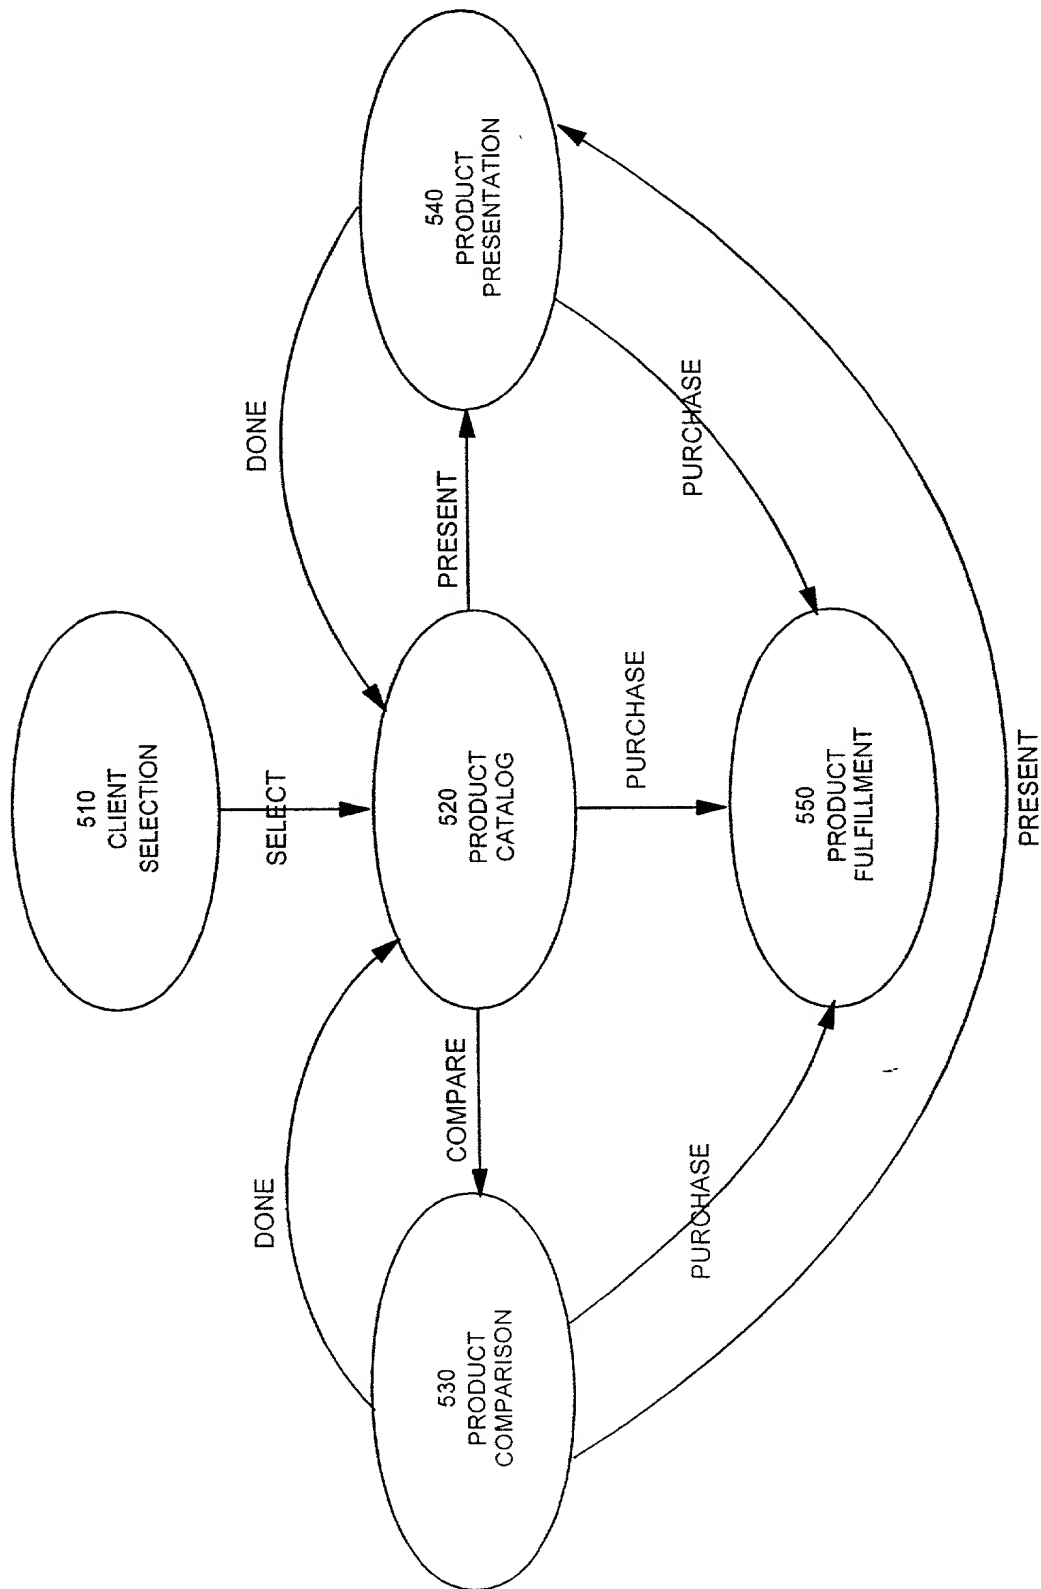 510
CLIENT
SELECTION
SELECT
DONE
DONE
530
PRODUCT
COMPARISON
COMPARE
520
PRODUCT
CATALOG
PRESENT
540
PRODUCT
PRESENTATION
PURCHASE
PURCHASE
PURCHASE
550
PRODUCT
FULFILLMENT
PRESENT